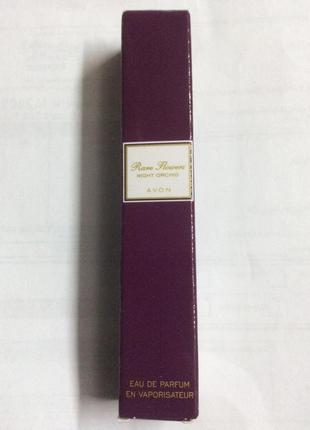 Rare Flowers
NIGHT ORCHID
AVON
EAU DE PARFUM
EN VAPORISATEUR